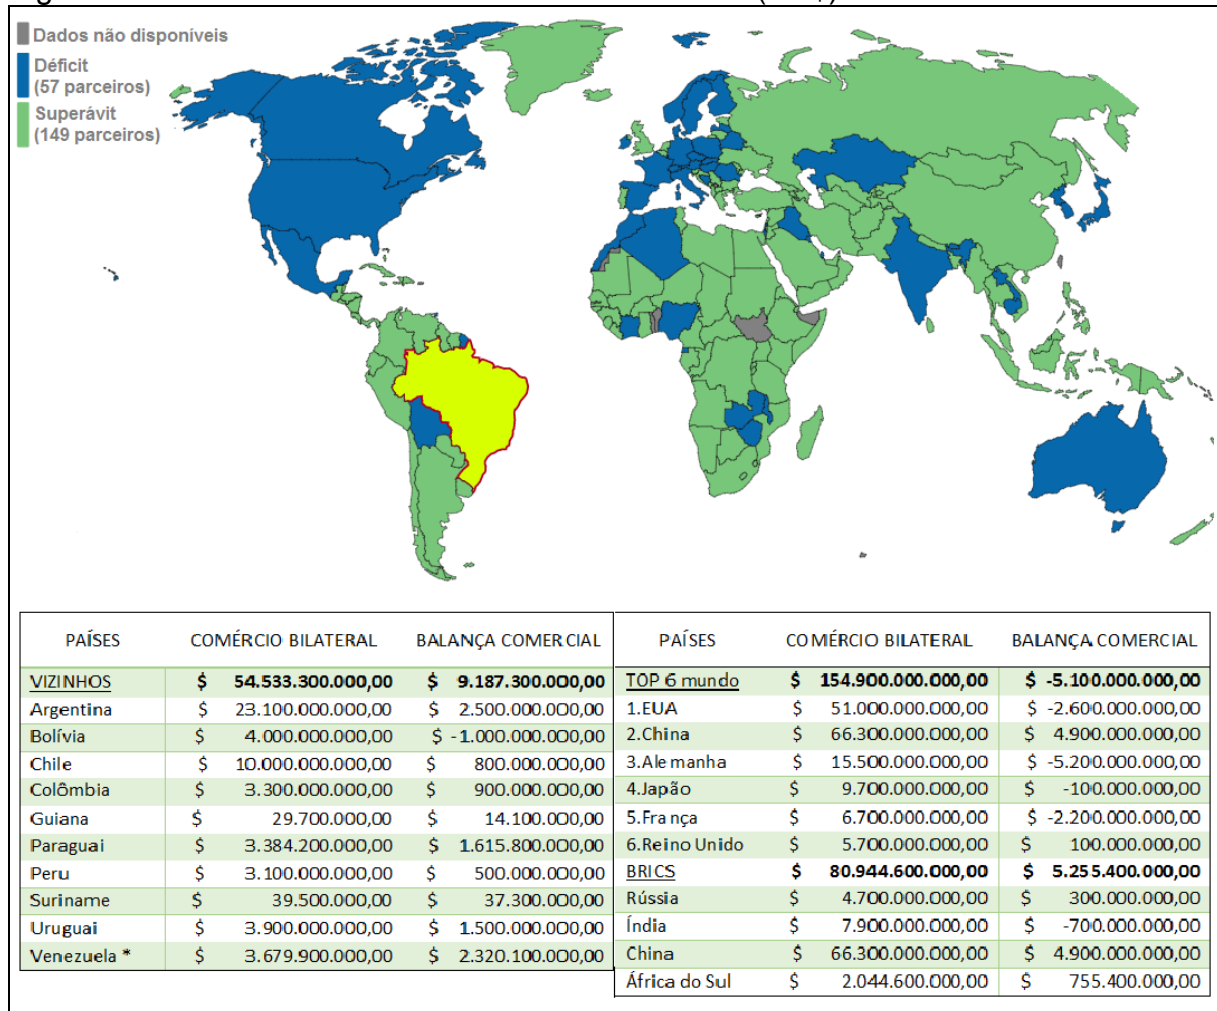 Dados não disponíveis
Déficit
(57 parceiros)
Superávit
(149 parceiros)
PAÍSES COMÉRCIO BILATERAL BALANÇA COMERCIAL
VIZINHOS $ 54.533.300.000,00 $ 9.187.300.000,00
Argentina $ 23.100.000.000,00 $ 2.500.000.000,00
Bolívia $ 4.000.000.000,00 $ -1.000.000.000,00
Chile $ 10.000.000.000,00 $ 800.000.000,00
Colômbia $ 3.300.000.000,00 $ 900.000.000,00
Guiana $ 29.700.000,00 $ 14.100.000,00
Paraguai $ 3.384.200.000,00 $ 1.615.800.000,00
Peru $ 3.100.000.000,00 $ 500.000.000,00
Suriname $ 39.500.000,00 $ 37.300.000,00
Uruguai $ 3.900.000.000,00 $ 1.500.000.000,00
Venezuela * $ 3.679.900.000,00 $ 2.320.100.000,00
PAÍSES COMÉRCIO BILATERAL BALANÇA COMERCIAL
TOP 6 mundo $ 154.900.000.000,00 $ -5.100.000.000,00
1.EUA $ 51.000.000.000,00 $ -2.600.000.000,00
2.China $ 66.300.000.000,00 $ 4.900.000.000,00
3.Alemanha $ 15.500.000.000,00 $ -5.200.000.000,00
4.Japão $ 9.700.000.000,00 $ -100.000.000,00
5.França $ 6.700.000.000,00 $ -2.200.000.000,00
6.Reino Unido $ 5.700.000.000,00 $ 100.000.000,00
BRICS $ 80.944.600.000,00 $ 5.255.400.000,00
Rússia $ 4.700.000.000,00 $ 300.000.000,00
Índia $ 7.900.000.000,00 $ -700.000.000,00
China $ 66.300.000.000,00 $ 4.900.000.000,00
África do Sul $ 2.044.600.000,00 $ 755.400.000,00